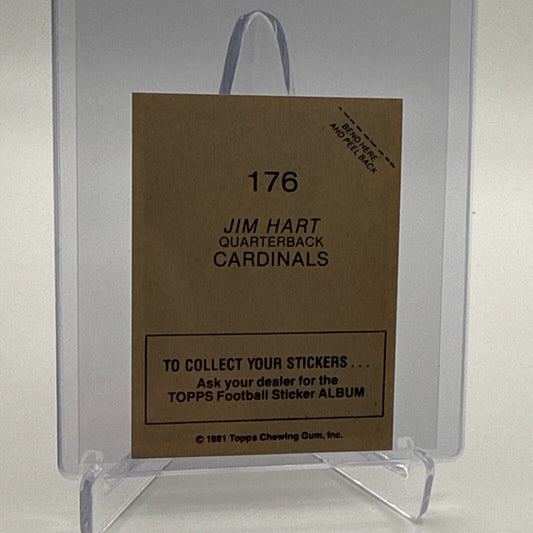 BEND HERE
AND PEEL BACK
176
JIM HART
QUARTERBACK
CARDINALS
TO COLLECT YOUR STICKERS...
Ask your dealer for the
TOPPS Football Sticker ALBUM
© 1981 Topps Chewing Gum, Inc.